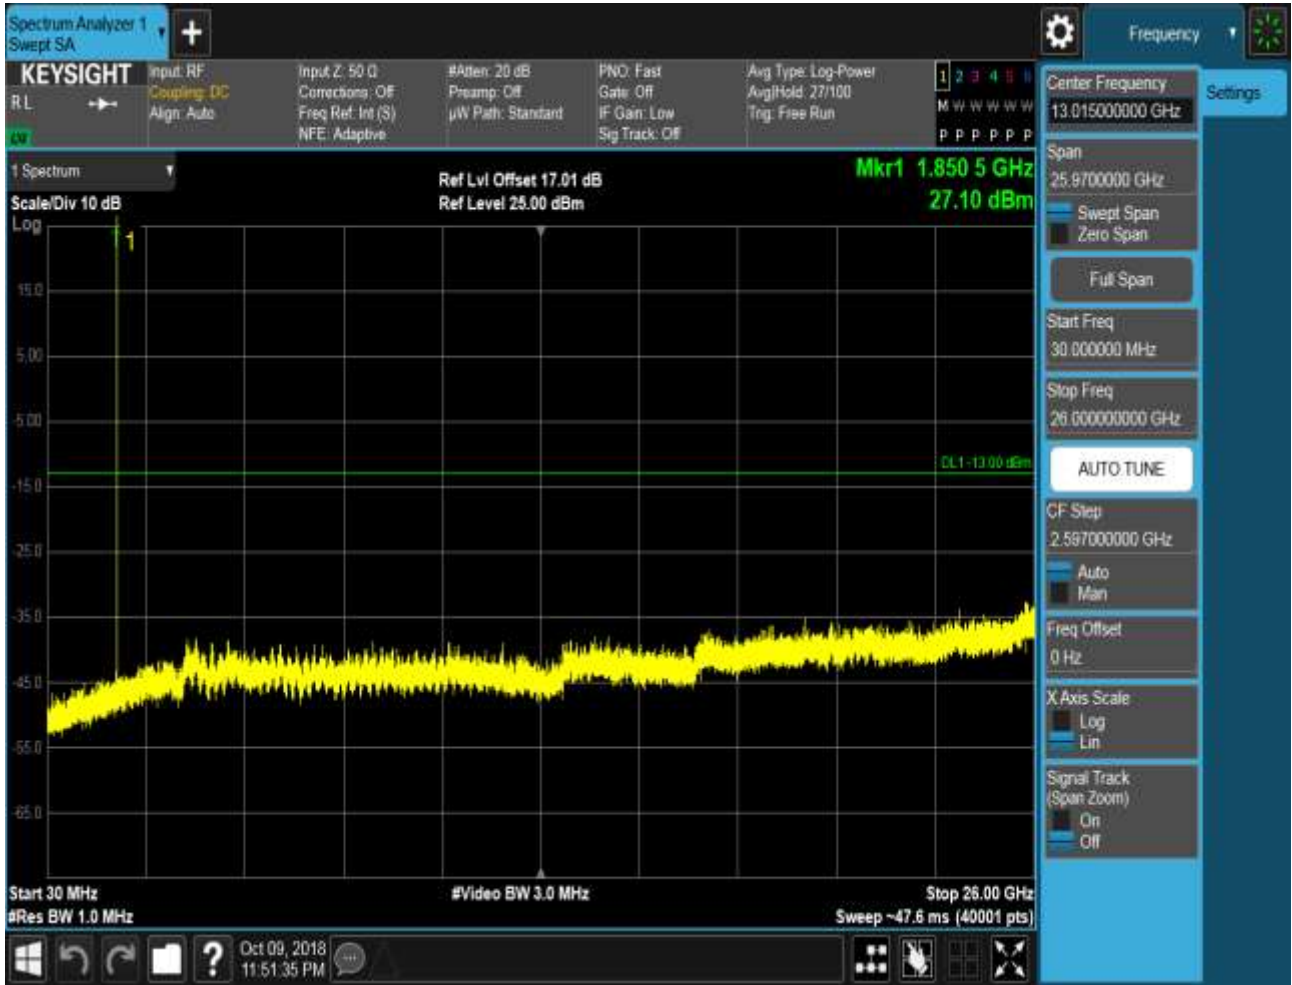 Spectrum Analyzer 1
Swept SA
Frequency
KEYSIGHT
R L
Input: RF
Coupling: DC
Align: Auto
Input Z: 50 Ω
Corrections: Off
Freq Ref: Int (S)
NFE: Adaptive
#Atten: 20 dB
Preamp: Off
µW Path: Standard
PNO: Fast
Gate: Off
IF Gain: Low
Sig Track: Off
Avg Type: Log-Power
Avg|Hold: 27/100
Trig: Free Run
1 2 3 4 5 6
M W W W W W
P P P P P P
1 Spectrum
Scale/Div 10 dB
Log
Ref Lvl Offset 17.01 dB
Ref Level 25.00 dBm
Mkr1 1.850 5 GHz
27.10 dBm
1
15.0
5.00
-5.00
DL1 -13.00 dBm
-15.0
-25.0
-35.0
-45.0
-55.0
-65.0
Start 30 MHz
#Res BW 1.0 MHz
#Video BW 3.0 MHz
Stop 26.00 GHz
Sweep ~47.6 ms (40001 pts)
Oct 09, 2018
11:51:35 PM
Center Frequency
13.015000000 GHz
Settings
Span
25.9700000 GHz
Swept Span
Zero Span
Full Span
Start Freq
30.000000 MHz
Stop Freq
26.000000000 GHz
AUTO TUNE
CF Step
2.597000000 GHz
Auto
Man
Freq Offset
0 Hz
X Axis Scale
Log
Lin
Signal Track
(Span Zoom)
On
Off